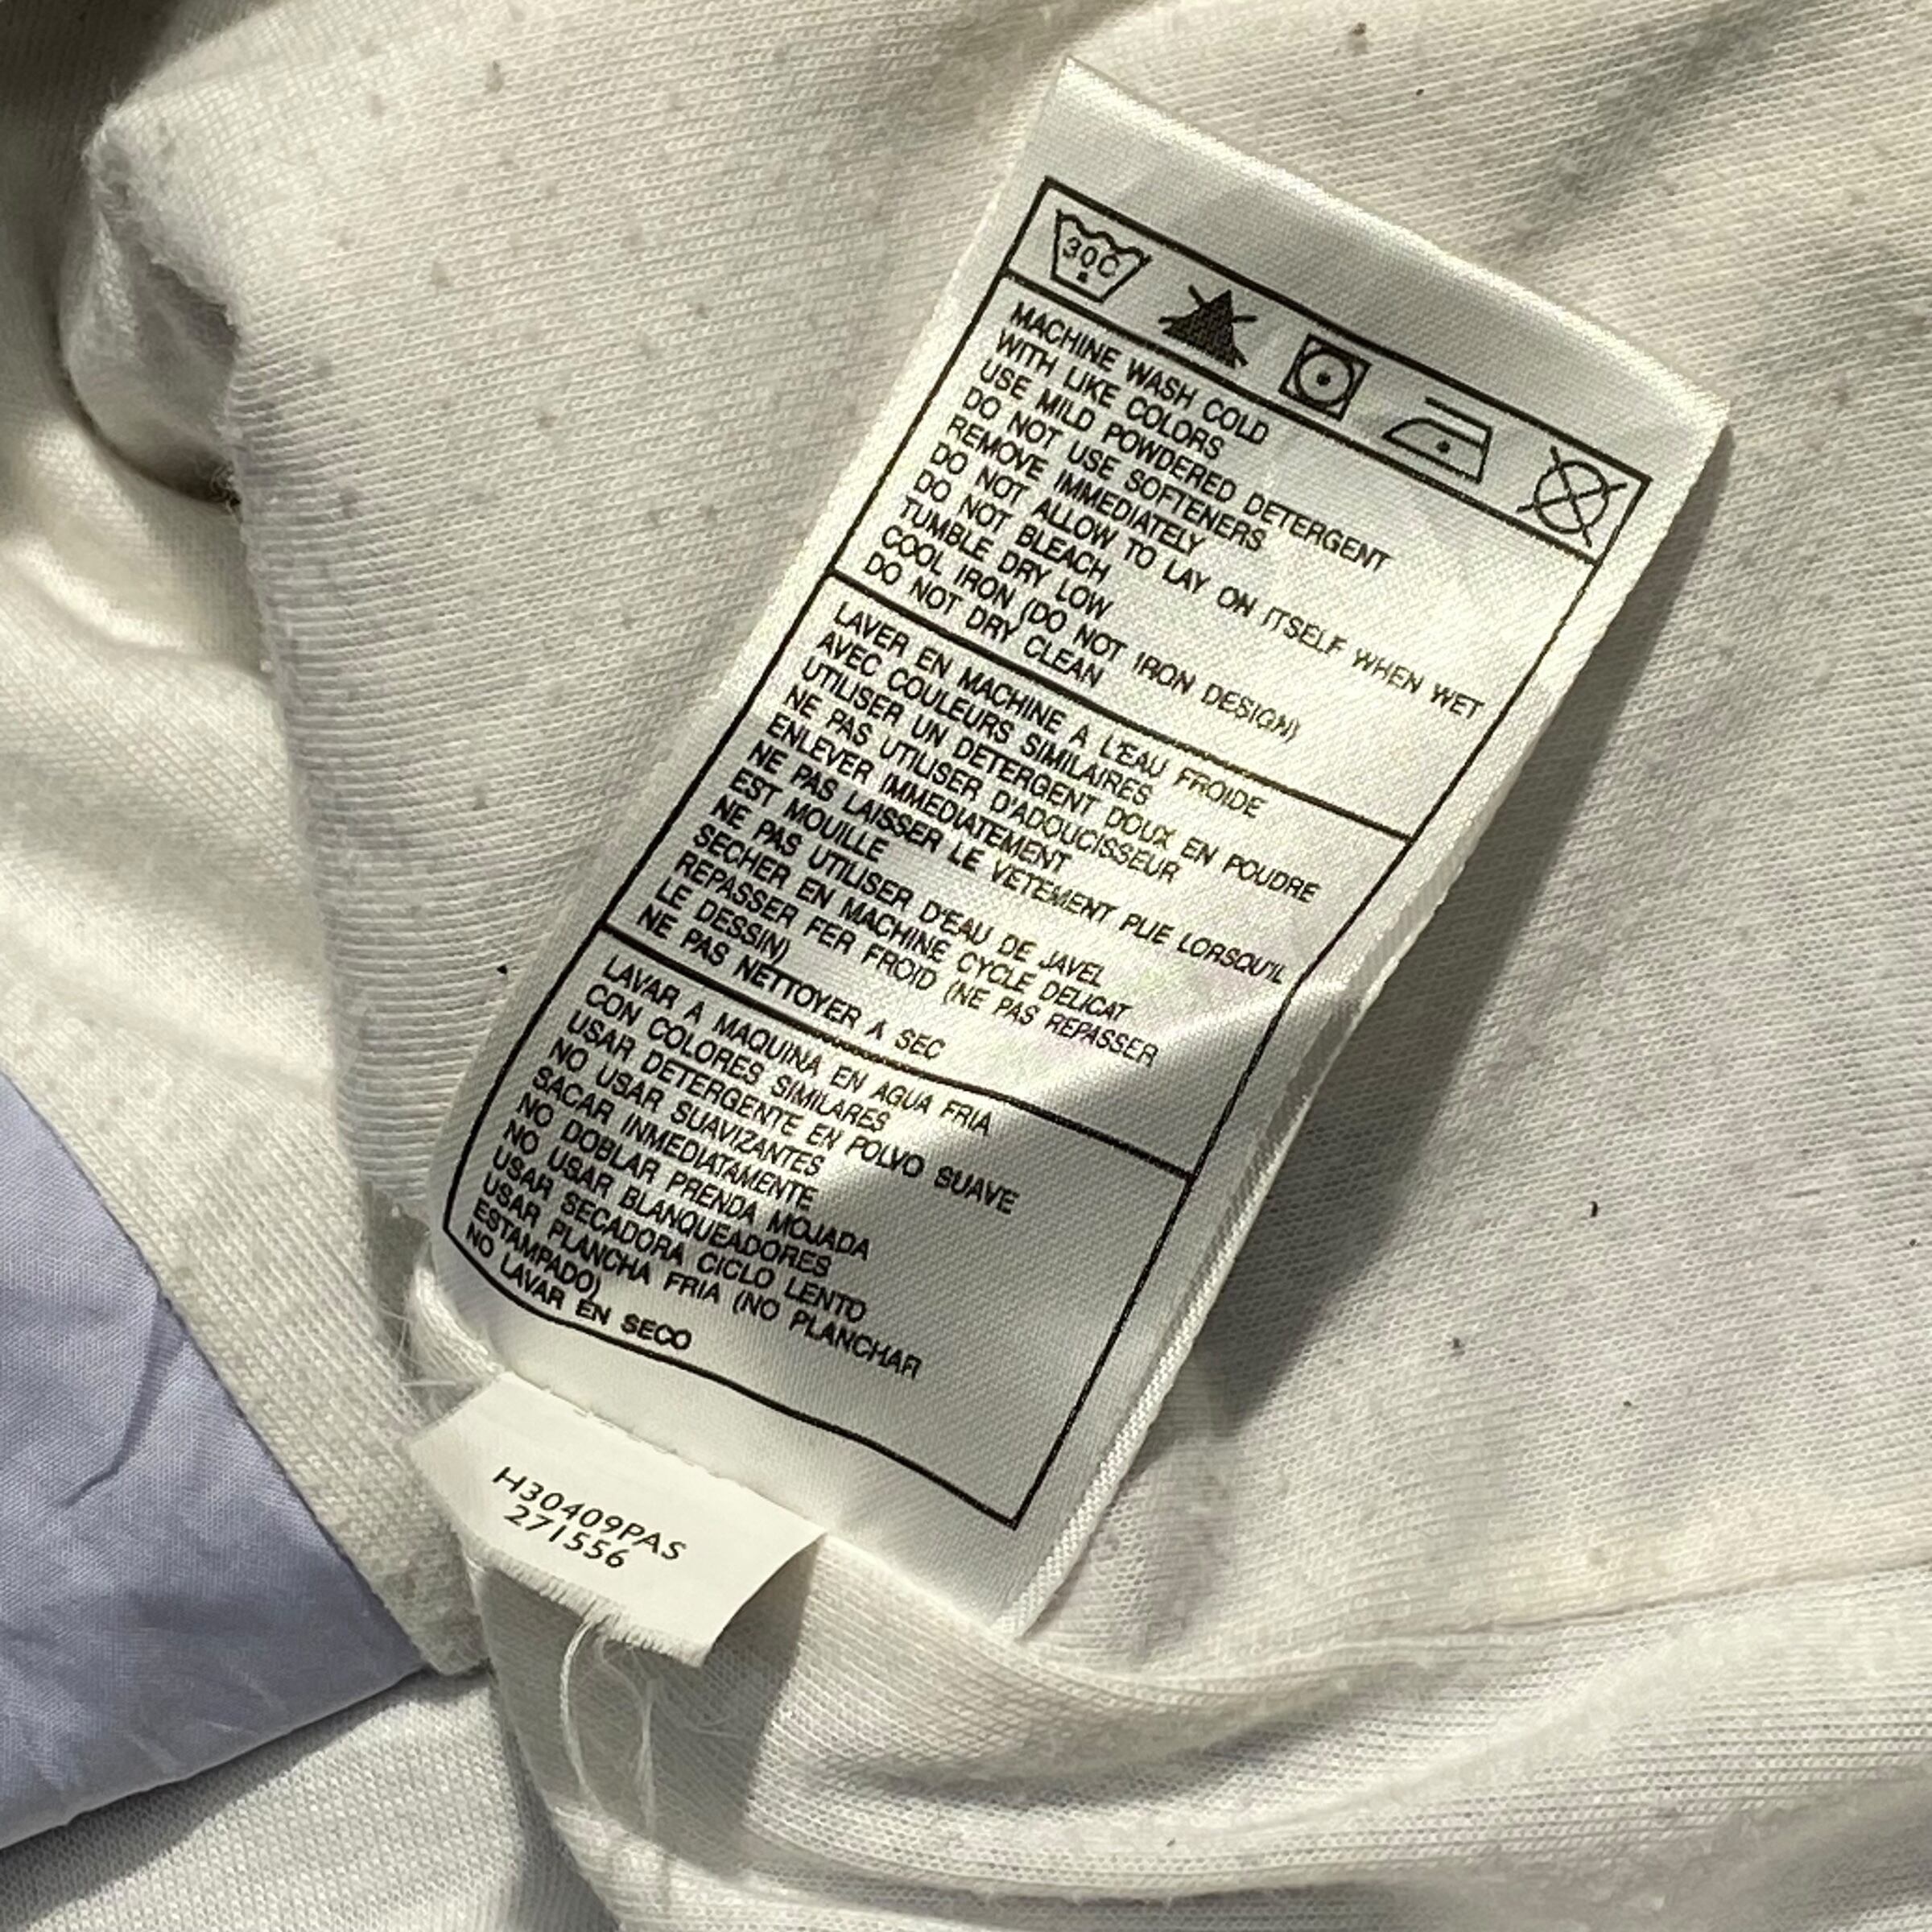 30C
MACHINE WASH COLD
WITH LIKE COLORS
USE MILD POWDERED DETERGENT
DO NOT USE SOFTENERS
REMOVE IMMEDIATELY
DO NOT ALLOW TO LAY ON ITSELF WHEN WET
DO NOT BLEACH
TUMBLE DRY LOW
COOL IRON (DO NOT IRON DESIGN)
DO NOT DRY CLEAN
LAVER EN MACHINE A L'EAU FROIDE
AVEC COULEURS SIMILAIRES
UTILISER UN DETERGENT DOUX EN POUDRE
NE PAS UTILISER D'ADOUCISSEUR
ENLEVER IMMEDIATEMENT
NE PAS LAISSER LE VETEMENT PLIE LORSQU'IL
EST MOUILLE
NE PAS UTILISER D'EAU DE JAVEL
SECHER EN MACHINE CYCLE DELICAT
REPASSER FER FROID (NE PAS REPASSER
LE DESSIN)
NE PAS NETTOYER A SEC
LAVAR A MAQUINA EN AGUA FRIA
CON COLORES SIMILARES
USAR DETERGENTE EN POLVO SUAVE
NO USAR SUAVIZANTES
SACAR INMEDIATAMENTE
NO DOBLAR PRENDA MOJADA
NO USAR BLANQUEADORES
USAR SECADORA CICLO LENTO
USAR PLANCHA FRIA (NO PLANCHAR
ESTAMPADO)
NO LAVAR EN SECO
H30409PAS
271556